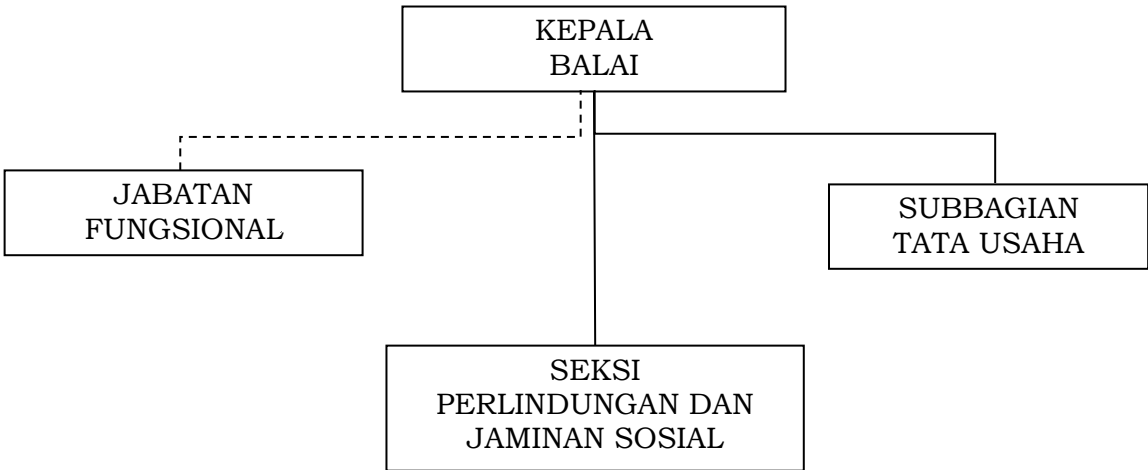 KEPALA
BALAI
JABATAN
FUNGSIONAL
SUBBAGIAN
TATA USAHA
SEKSI
PERLINDUNGAN DAN
JAMINAN SOSIAL